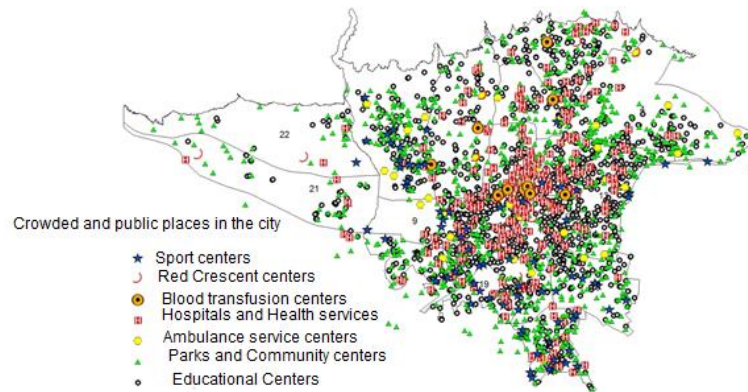 22
21
9
19
Crowded and public places in the city
Sport centers
Red Crescent centers
Blood transfusion centers
Hospitals and Health services
Ambulance service centers
Parks and Community centers
Educational Centers